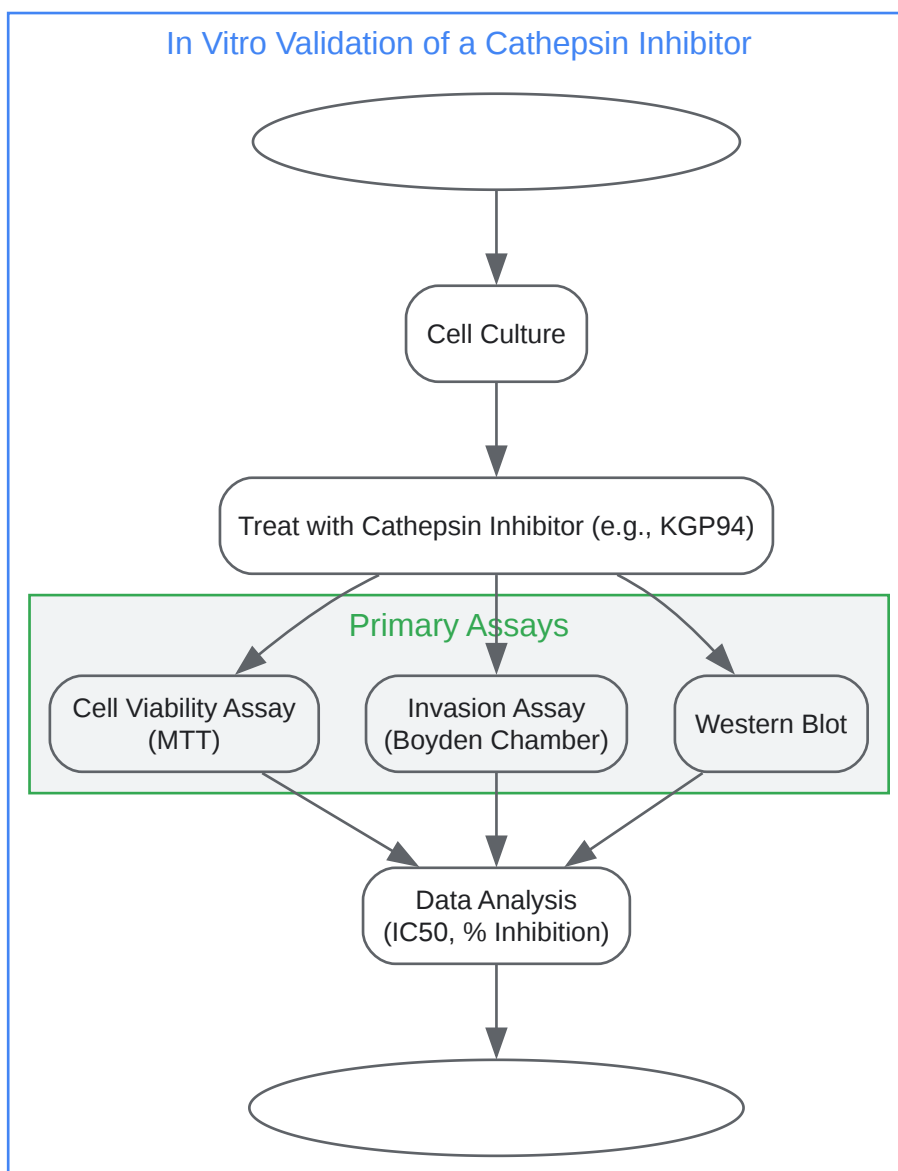 In Vitro Validation of a Cathepsin Inhibitor
Cell Culture
Treat with Cathepsin Inhibitor (e.g., KGP94)
Primary Assays
Cell Viability Assay
(MTT)
Invasion Assay
(Boyden Chamber)
Western Blot
Data Analysis
(IC50, % Inhibition)